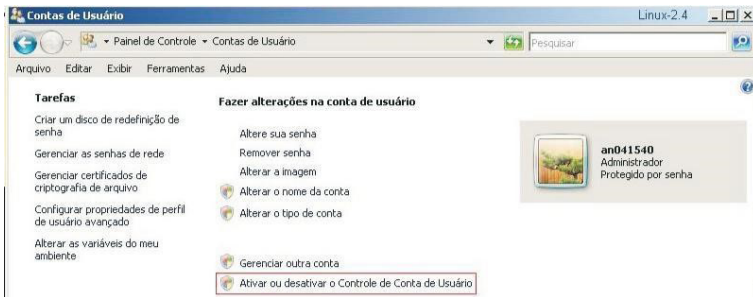 Contas de Usuário
Linux-2.4
Painel de Controle
Contas de Usuário
Pesquisar
Arquivo Editar Exibir Ferramentas Ajuda
Tarefas
Criar um disco de redefinição de
senha
Gerenciar as senhas de rede
Gerenciar certificados de
criptografia de arquivo
Configurar propriedades de perfil
de usuário avançado
Alterar as variáveis do meu
ambiente
Fazer alterações na conta de usuário
Altere sua senha
Remover senha
Alterar a imagem
Alterar o nome da conta
Alterar o tipo de conta
Gerenciar outra conta
Ativar ou desativar o Controle de Conta de Usuário
an041540
Administrador
Protegido por senha